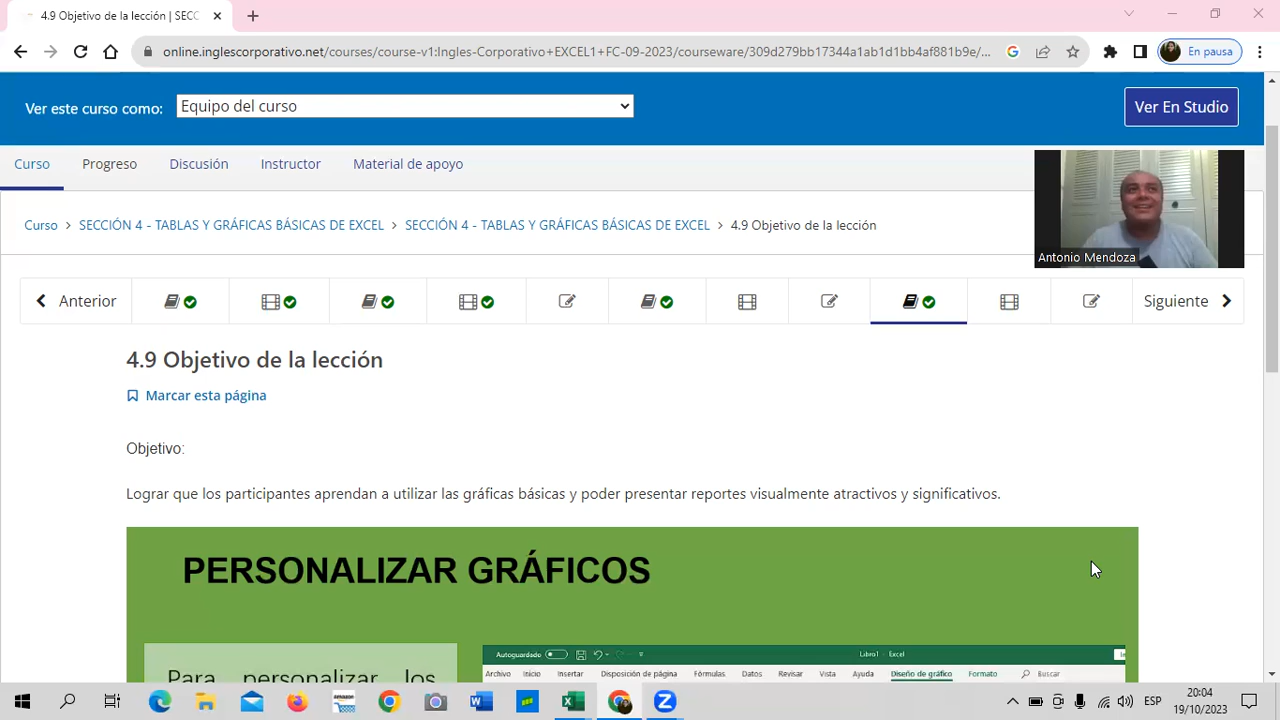 4.9 Objetivo de la lección | SECC
online.inglescorporativo.net/courses/course-v1:Ingles-Corporativo+EXCEL1+FC-09-2023/courseware/309d279bb17344a1ab1d1bb4af881b9e/...
En pausa
Ver este curso como:
Equipo del curso
Ver En Studio
Curso
Progreso
Discusión
Instructor
Material de apoyo
Antonio Mendoza
Curso > SECCIÓN 4 - TABLAS Y GRÁFICAS BÁSICAS DE EXCEL > SECCIÓN 4 - TABLAS Y GRÁFICAS BÁSICAS DE EXCEL > 4.9 Objetivo de la lección
Anterior
Siguiente
4.9 Objetivo de la lección
Marcar esta página
Objetivo:
Lograr que los participantes aprendan a utilizar las gráficas básicas y poder presentar reportes visualmente atractivos y significativos.
PERSONALIZAR GRÁFICOS
Para personalizar los
Autoguardado
Libro1 - Excel
Archivo Inicio Insertar Disposición de página Fórmulas Datos Revisar Vista Ayuda Diseño de gráfico Formato Buscar
amazon
ESP
20:04
19/10/2023